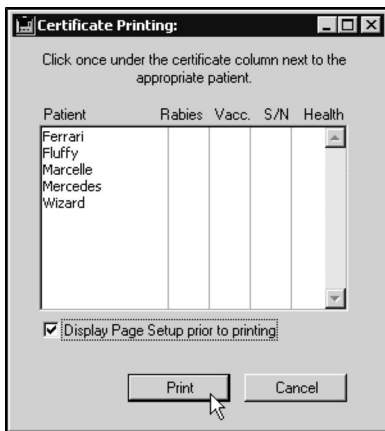 Certificate Printing:
Click once under the certificate column next to the
appropriate patient.
Patient Rabies Vacc. S/N Health
Ferrari
Fluffy
Marcelle
Mercedes
Wizard
Display Page Setup prior to printing
Print Cancel